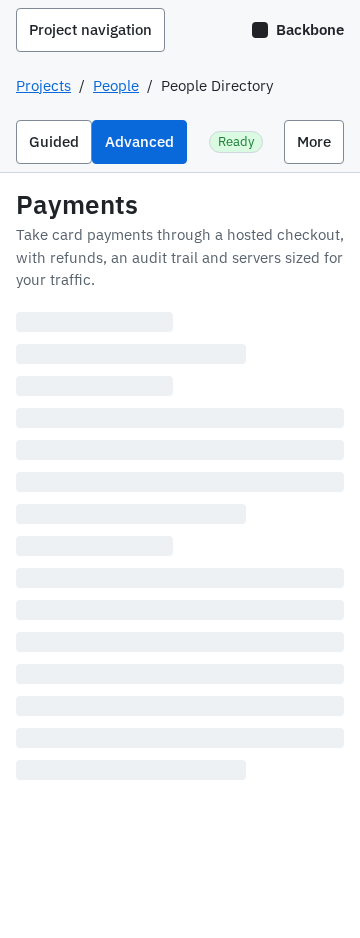 Project navigation
Backbone
Projects / People / People Directory
Guided
Advanced
Ready
More
Payments
Take card payments through a hosted checkout,
with refunds, an audit trail and servers sized for
your traffic.